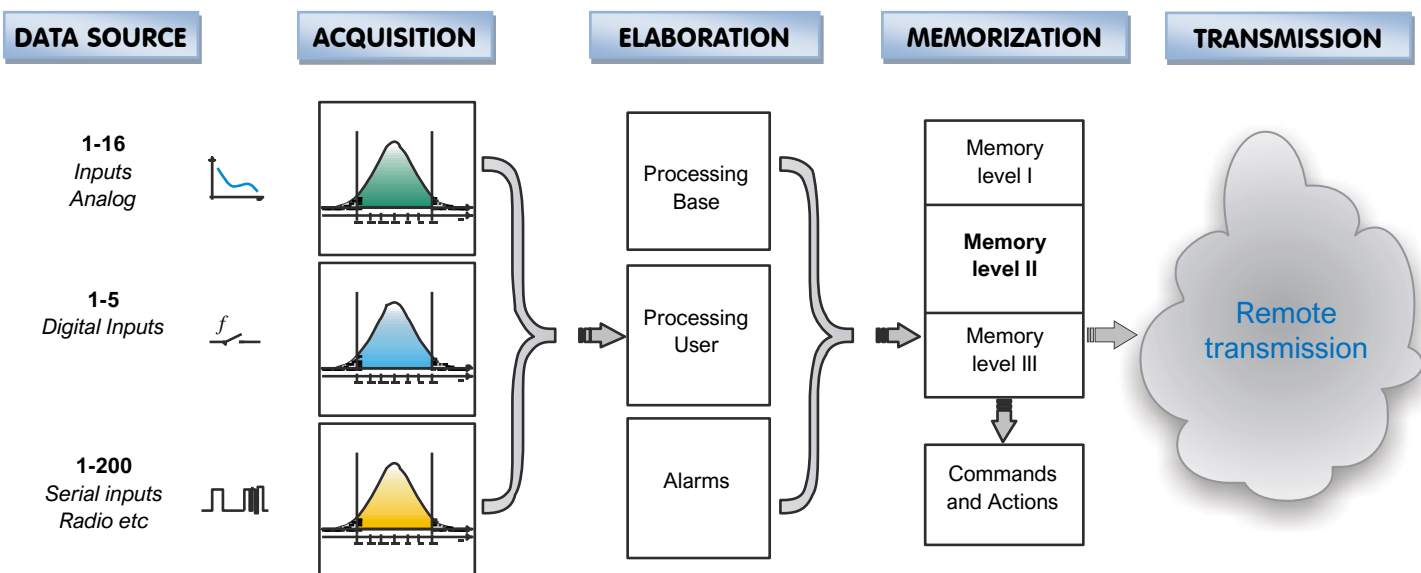 DATA SOURCE
ACQUISITION
ELABORATION
MEMORIZATION
TRANSMISSION
1-16
Inputs
Analog
1-5
Digital Inputs
f
1-200
Serial inputs
Radio etc
Processing
Base
Processing
User
Alarms
Memory
level I
Memory
level II
Memory
level III
Commands
and Actions
Remote
transmission